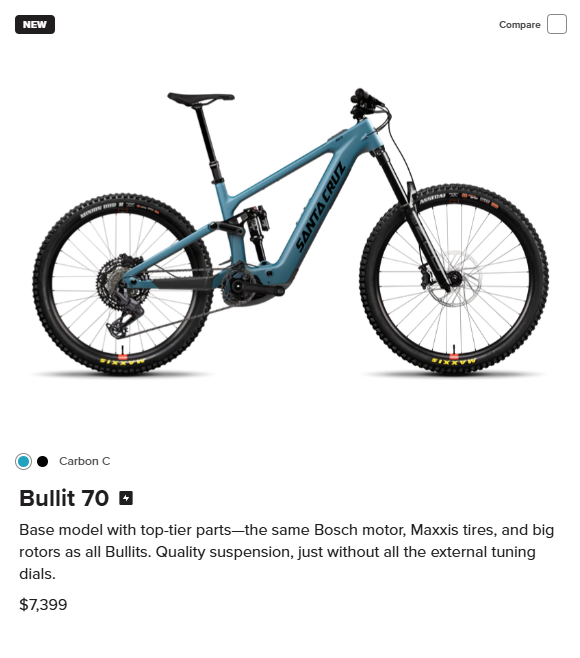 NEW
Compare
SANTA CRUZ
MAXXIS
MAXXIS
Carbon C
Bullit 70
Base model with top-tier parts—the same Bosch motor, Maxxis tires, and big
rotors as all Bullits. Quality suspension, just without all the external tuning
dials.
$7,399